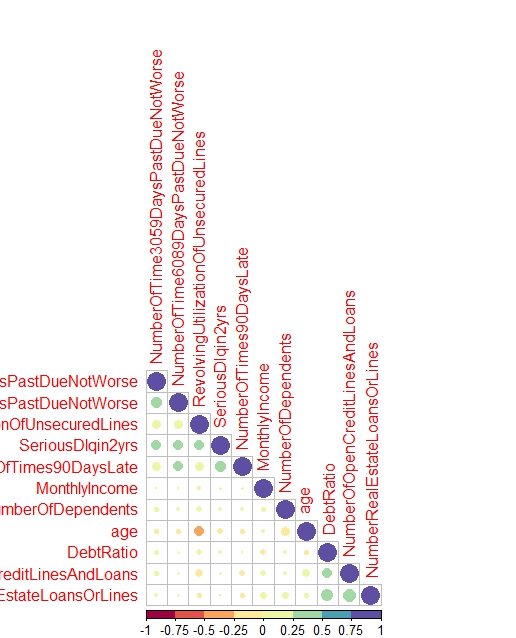 NumberOfTime3059DaysPastDueNotWorse
NumberOfTime6089DaysPastDueNotWorse
RevolvingUtilizationOfUnsecuredLines
SeriousDlqin2yrs
NumberOfTimes90DaysLate
MonthlyIncome
NumberOfDependents
age
DebtRatio
NumberOfOpenCreditLinesAndLoans
NumberRealEstateLoansOrLines
sPastDueNotWorse
sPastDueNotWorse
onOfUnsecuredLines
SeriousDlqin2yrs
OfTimes90DaysLate
MonthlyIncome
mberOfDependents
age
DebtRatio
reditLinesAndLoans
EstateLoansOrLines
-1 -0.75 -0.5 -0.25 0 0.25 0.5 0.75 1